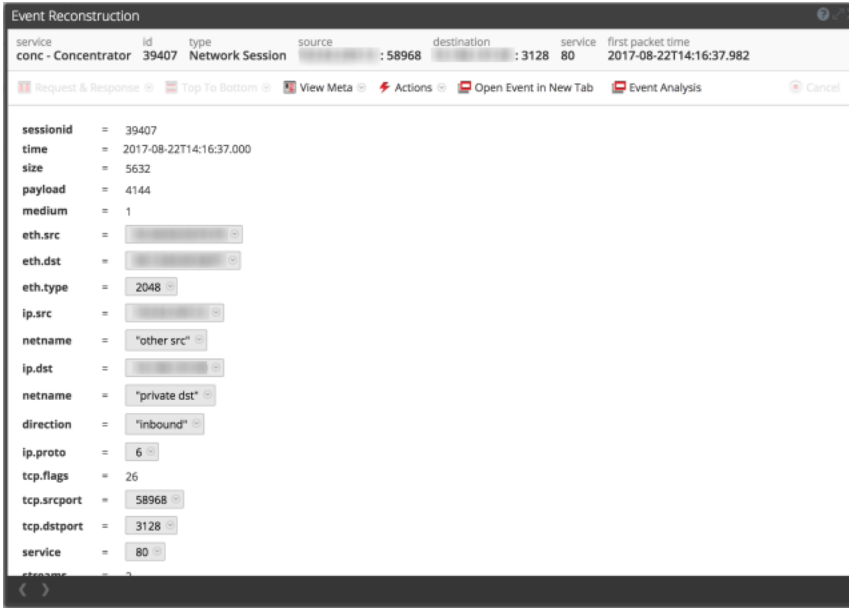 Event Reconstruction
service id type source destination service first packet time
conc - Concentrator 39407 Network Session : 58968 : 3128 80 2017-08-22T14:16:37.982
Request & Response Top To Bottom View Meta Actions Open Event in New Tab Event Analysis Cancel
sessionid = 39407
time = 2017-08-22T14:16:37.000
size = 5632
payload = 4144
medium = 1
eth.src =
eth.dst =
eth.type = 2048
ip.src =
netname = "other src"
ip.dst =
netname = "private dst"
direction = "inbound"
ip.proto = 6
tcp.flags = 26
tcp.srcport = 58968
tcp.dstport = 3128
service = 80
streams = 2